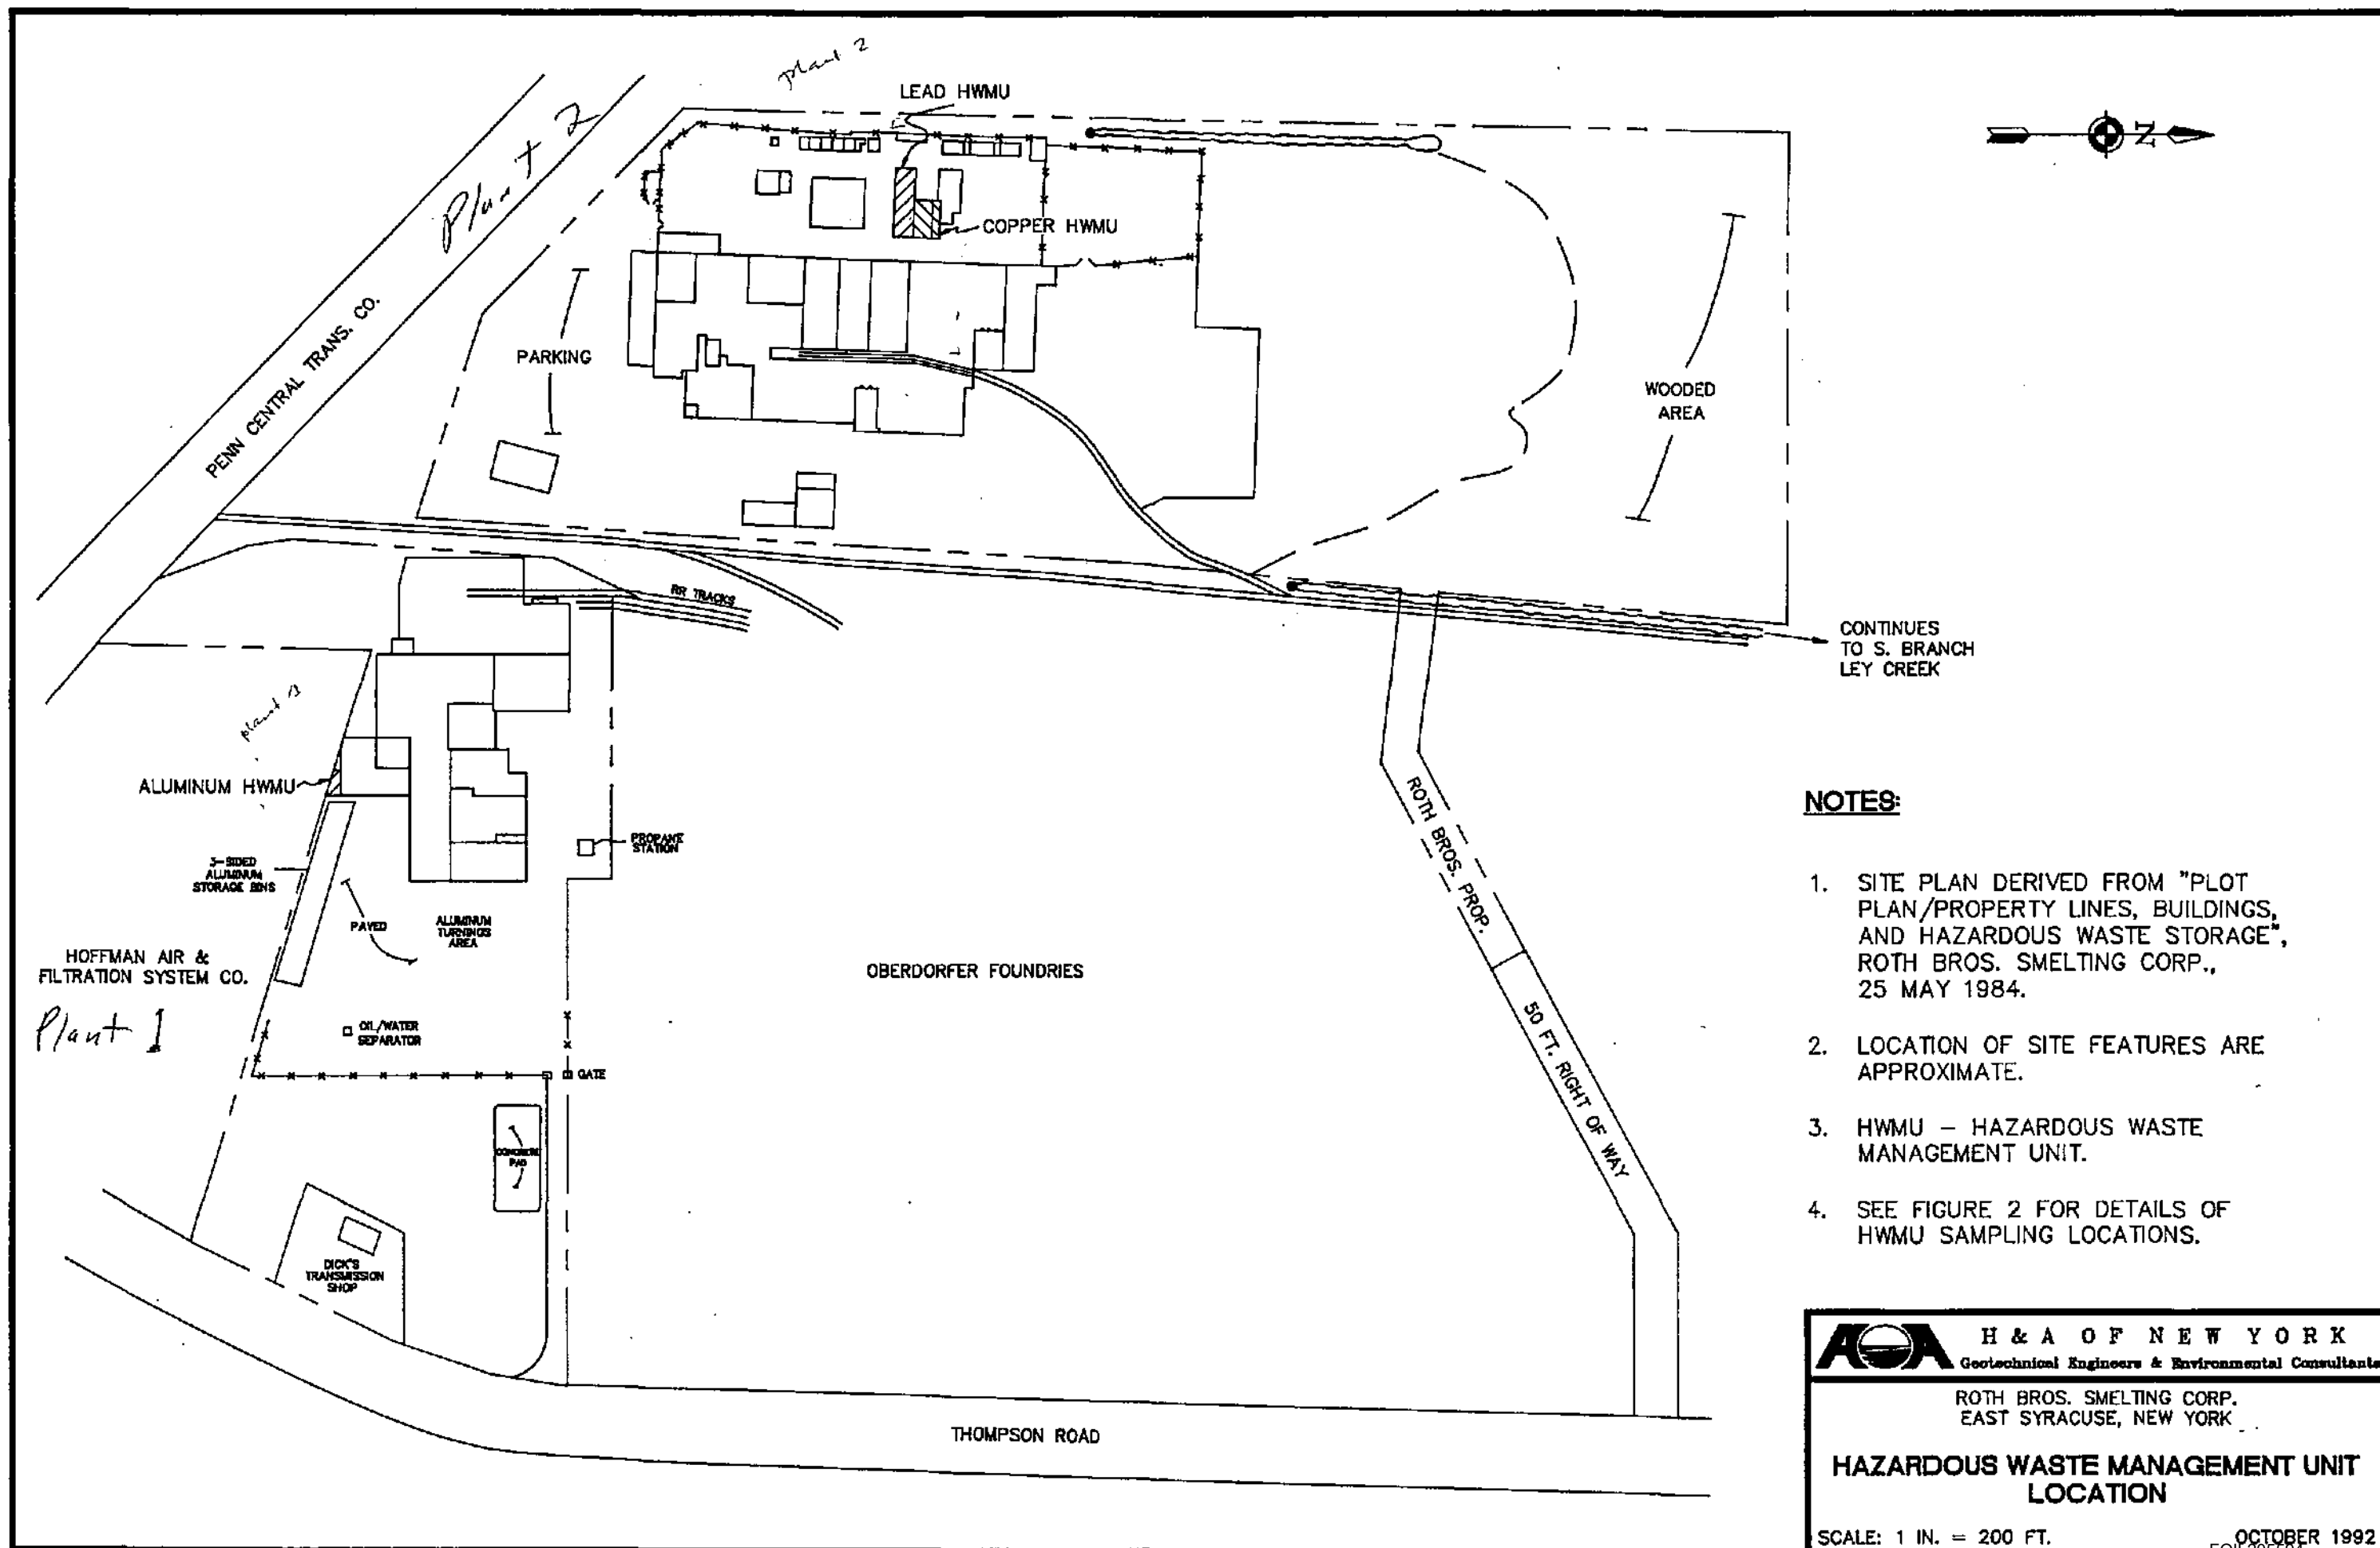 plant 2
Plant 2
LEAD HWMU
COPPER HWMU
N
PENN CENTRAL TRANS. CO.
PARKING
WOODED
AREA
RR TRACKS
CONTINUES
TO S. BRANCH
LEY CREEK
ALUMINUM HWMU
PROPANE
STATION
3-SIDED
ALUMINUM
STORAGE BINS
PAVED
ALUMINUM
TURNINGS
AREA
HOFFMAN AIR &
FILTRATION SYSTEM CO.
Plant 1
OIL/WATER
SEPARATOR
GATE
CONCRETE
PAD
DICK'S
TRANSMISSION
SHOP
OBERDORFER FOUNDRIES
ROTH BROS. PROP.
50 FT. RIGHT OF WAY
THOMPSON ROAD
NOTES:
1. SITE PLAN DERIVED FROM "PLOT
PLAN/PROPERTY LINES, BUILDINGS,
AND HAZARDOUS WASTE STORAGE",
ROTH BROS. SMELTING CORP.,
25 MAY 1984.
2. LOCATION OF SITE FEATURES ARE
APPROXIMATE.
3. HWMU – HAZARDOUS WASTE
MANAGEMENT UNIT.
4. SEE FIGURE 2 FOR DETAILS OF
HWMU SAMPLING LOCATIONS.
H & A OF NEW YORK
Geotechnical Engineers & Environmental Consultants
ROTH BROS. SMELTING CORP.
EAST SYRACUSE, NEW YORK
HAZARDOUS WASTE MANAGEMENT UNIT
LOCATION
SCALE: 1 IN. = 200 FT.
OCTOBER 1992